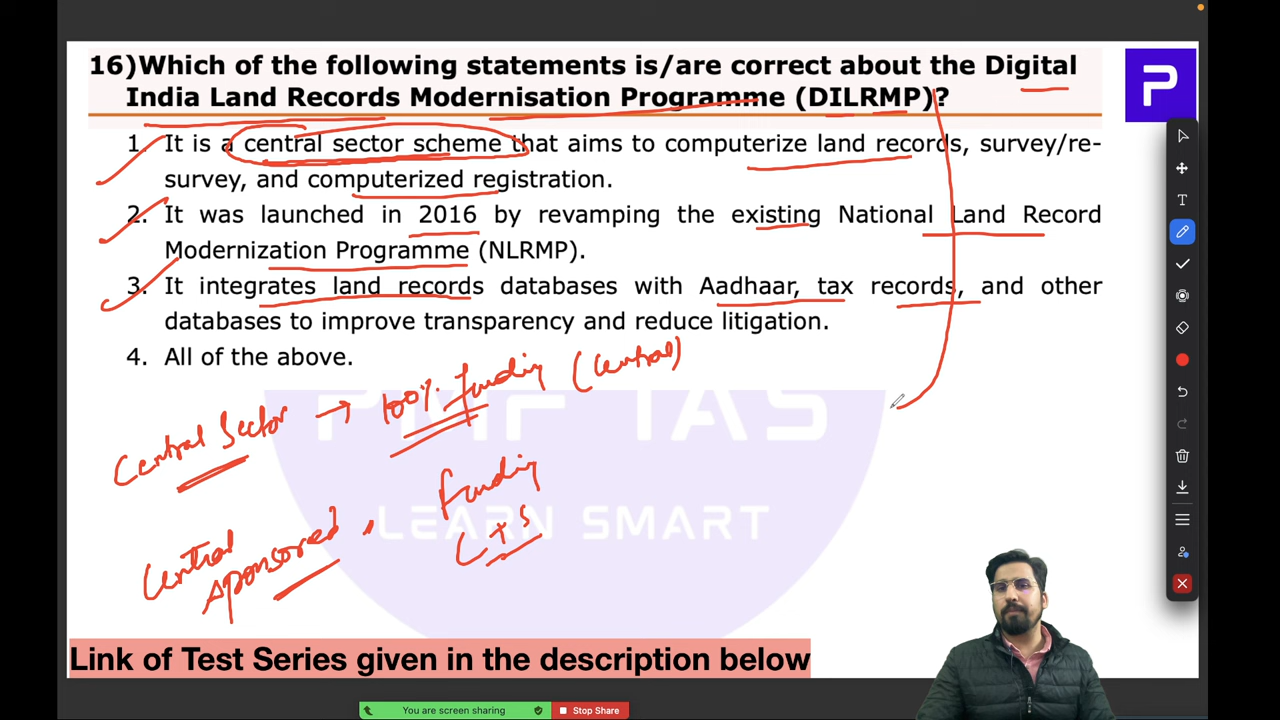 16)Which of the following statements is/are correct about the Digital
India Land Records Modernisation Programme (DILRMP)?
1. It is a central sector scheme that aims to computerize land records, survey/re-
survey, and computerized registration.
2. It was launched in 2016 by revamping the existing National Land Record
Modernization Programme (NLRMP).
3. It integrates land records databases with Aadhaar, tax records, and other
databases to improve transparency and reduce litigation.
4. All of the above.
Central Sector → 100% funding (Central)
Central sponsored
funding
C+S
PMF IAS
LEARN SMART
Link of Test Series given in the description below
You are screen sharing
Stop Share
P
T